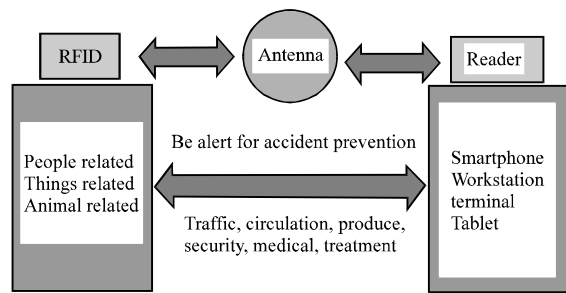 RFID
Antenna
Reader
People related
Things related
Animal related
Be alert for accident prevention
Traffic, circulation, produce,
security, medical, treatment
Smartphone
Workstation
terminal
Tablet